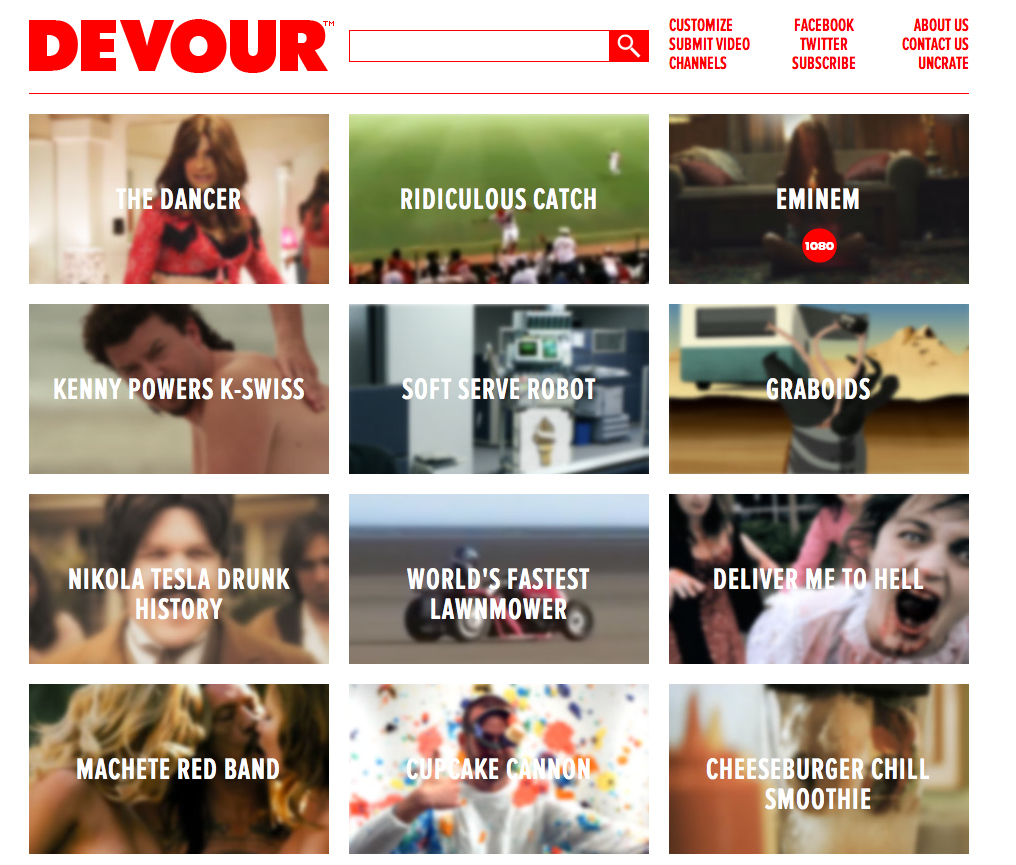 DEVOUR™
CUSTOMIZE
SUBMIT VIDEO
CHANNELS
FACEBOOK
TWITTER
SUBSCRIBE
ABOUT US
CONTACT US
UNCRATE
THE DANCER
RIDICULOUS CATCH
EMINEM
1080
KENNY POWERS K-SWISS
SOFT SERVE ROBOT
GRABOIDS
NIKOLA TESLA DRUNK
HISTORY
WORLD'S FASTEST
LAWNMOWER
DELIVER ME TO HELL
MACHETE RED BAND
CUPCAKE CANNON
CHEESEBURGER CHILL
SMOOTHIE